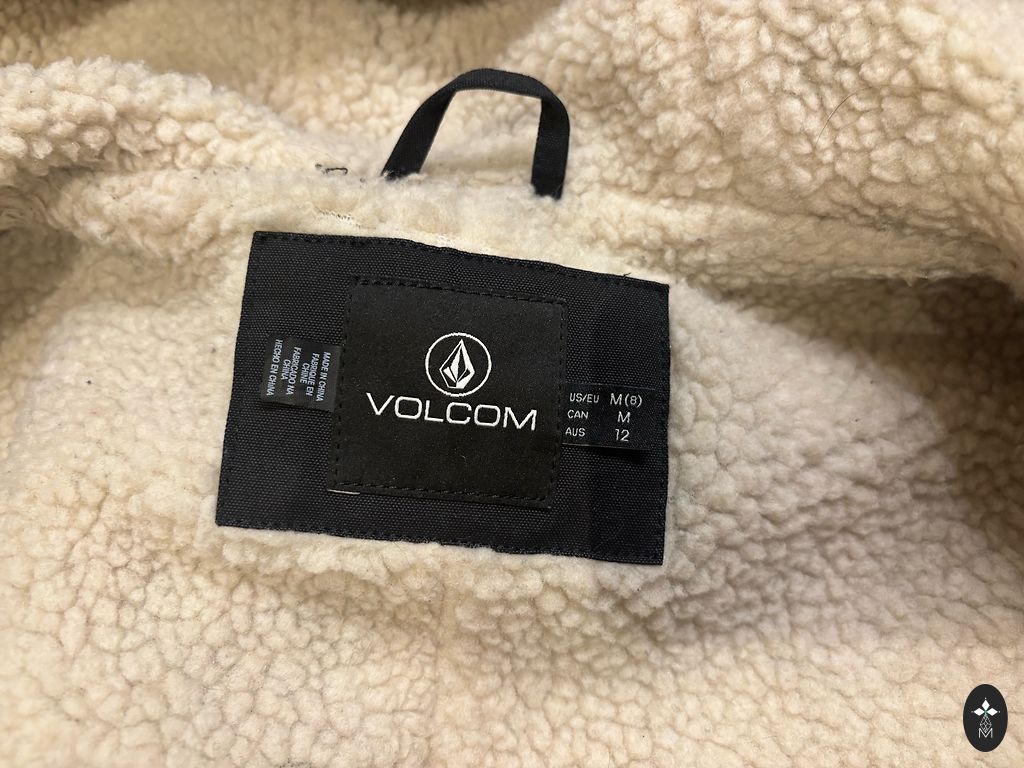 MADE IN CHINA
FABRIQUE EN
CHINE
FABRICADO NA
CHINA
HECHO EN CHINA
VOLCOM
US/EU M(8)
CAN M
AUS 12
M